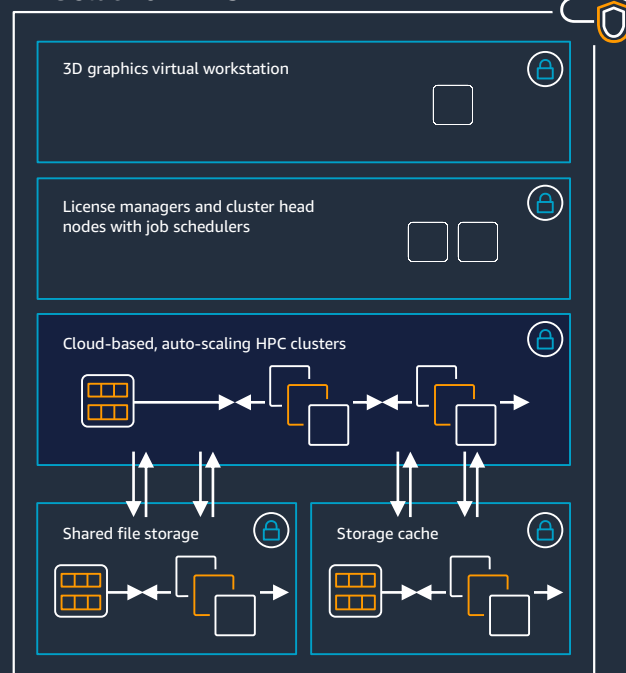 3D graphics virtual workstation
License managers and cluster head
nodes with job schedulers
Cloud-based, auto-scaling HPC clusters
Shared file storage
Storage cache